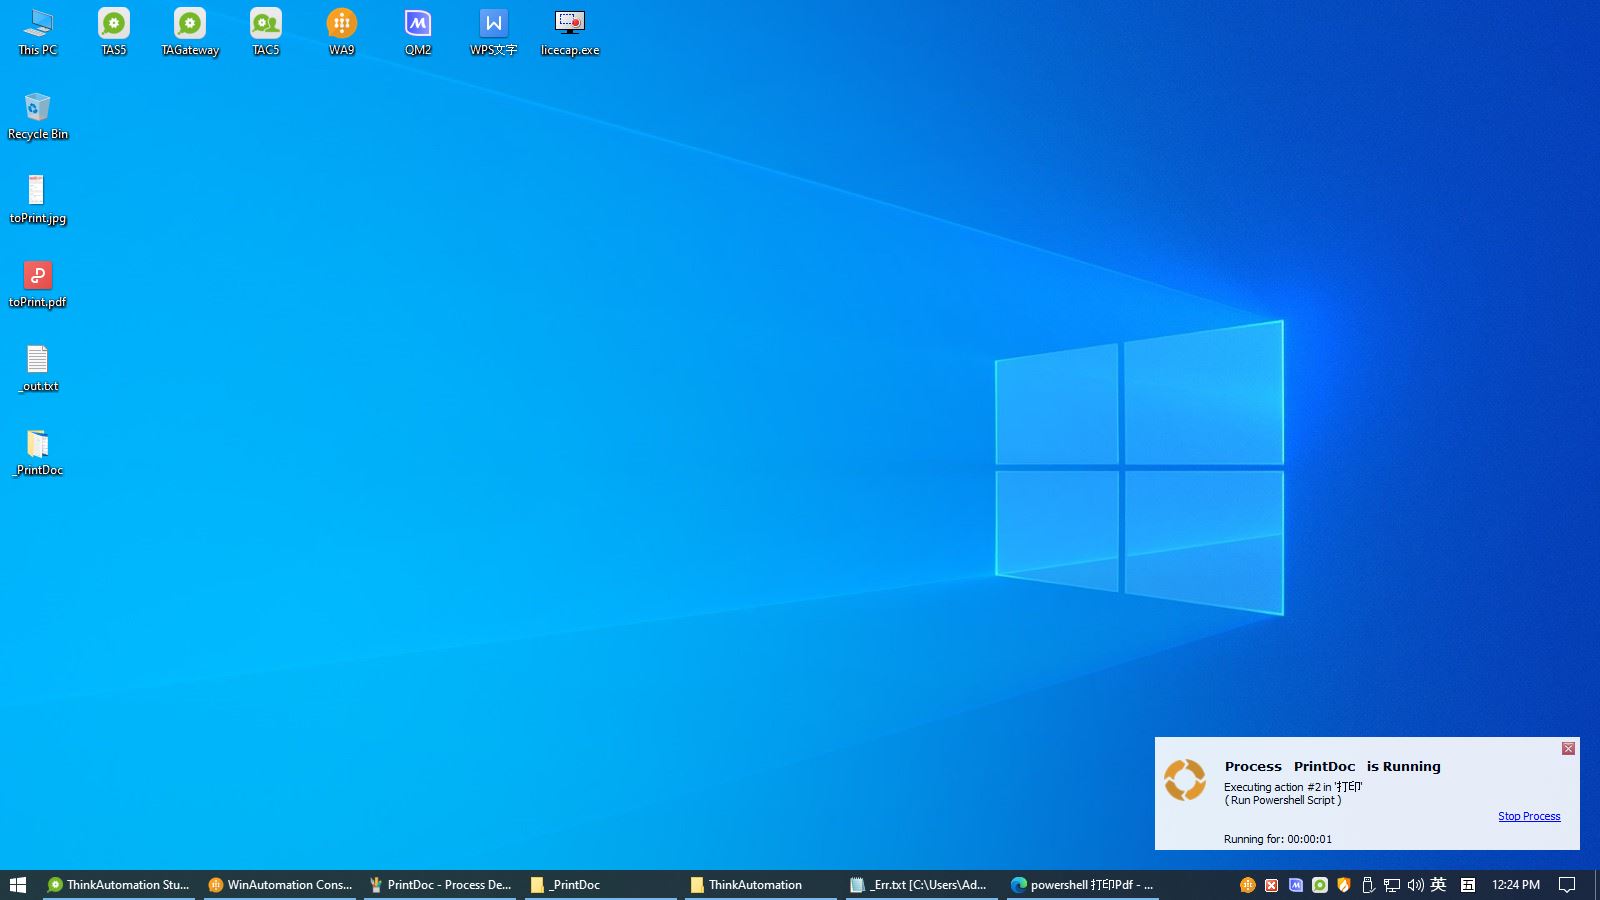 This PC
TAS5
TAGateway
TAC5
WA9
QM2
WPS文字
licecap.exe
Recycle Bin
toPrint.jpg
toPrint.pdf
_out.txt
_PrintDoc
Process PrintDoc is Running
Executing action #2 in '打印'
( Run Powershell Script )
Stop Process
Running for: 00:00:01
ThinkAutomation Stu...
WinAutomation Cons...
PrintDoc - Process De...
_PrintDoc
ThinkAutomation
_Err.txt [C:\Users\Ad...
powershell 打印Pdf - ...
英
五
12:24 PM